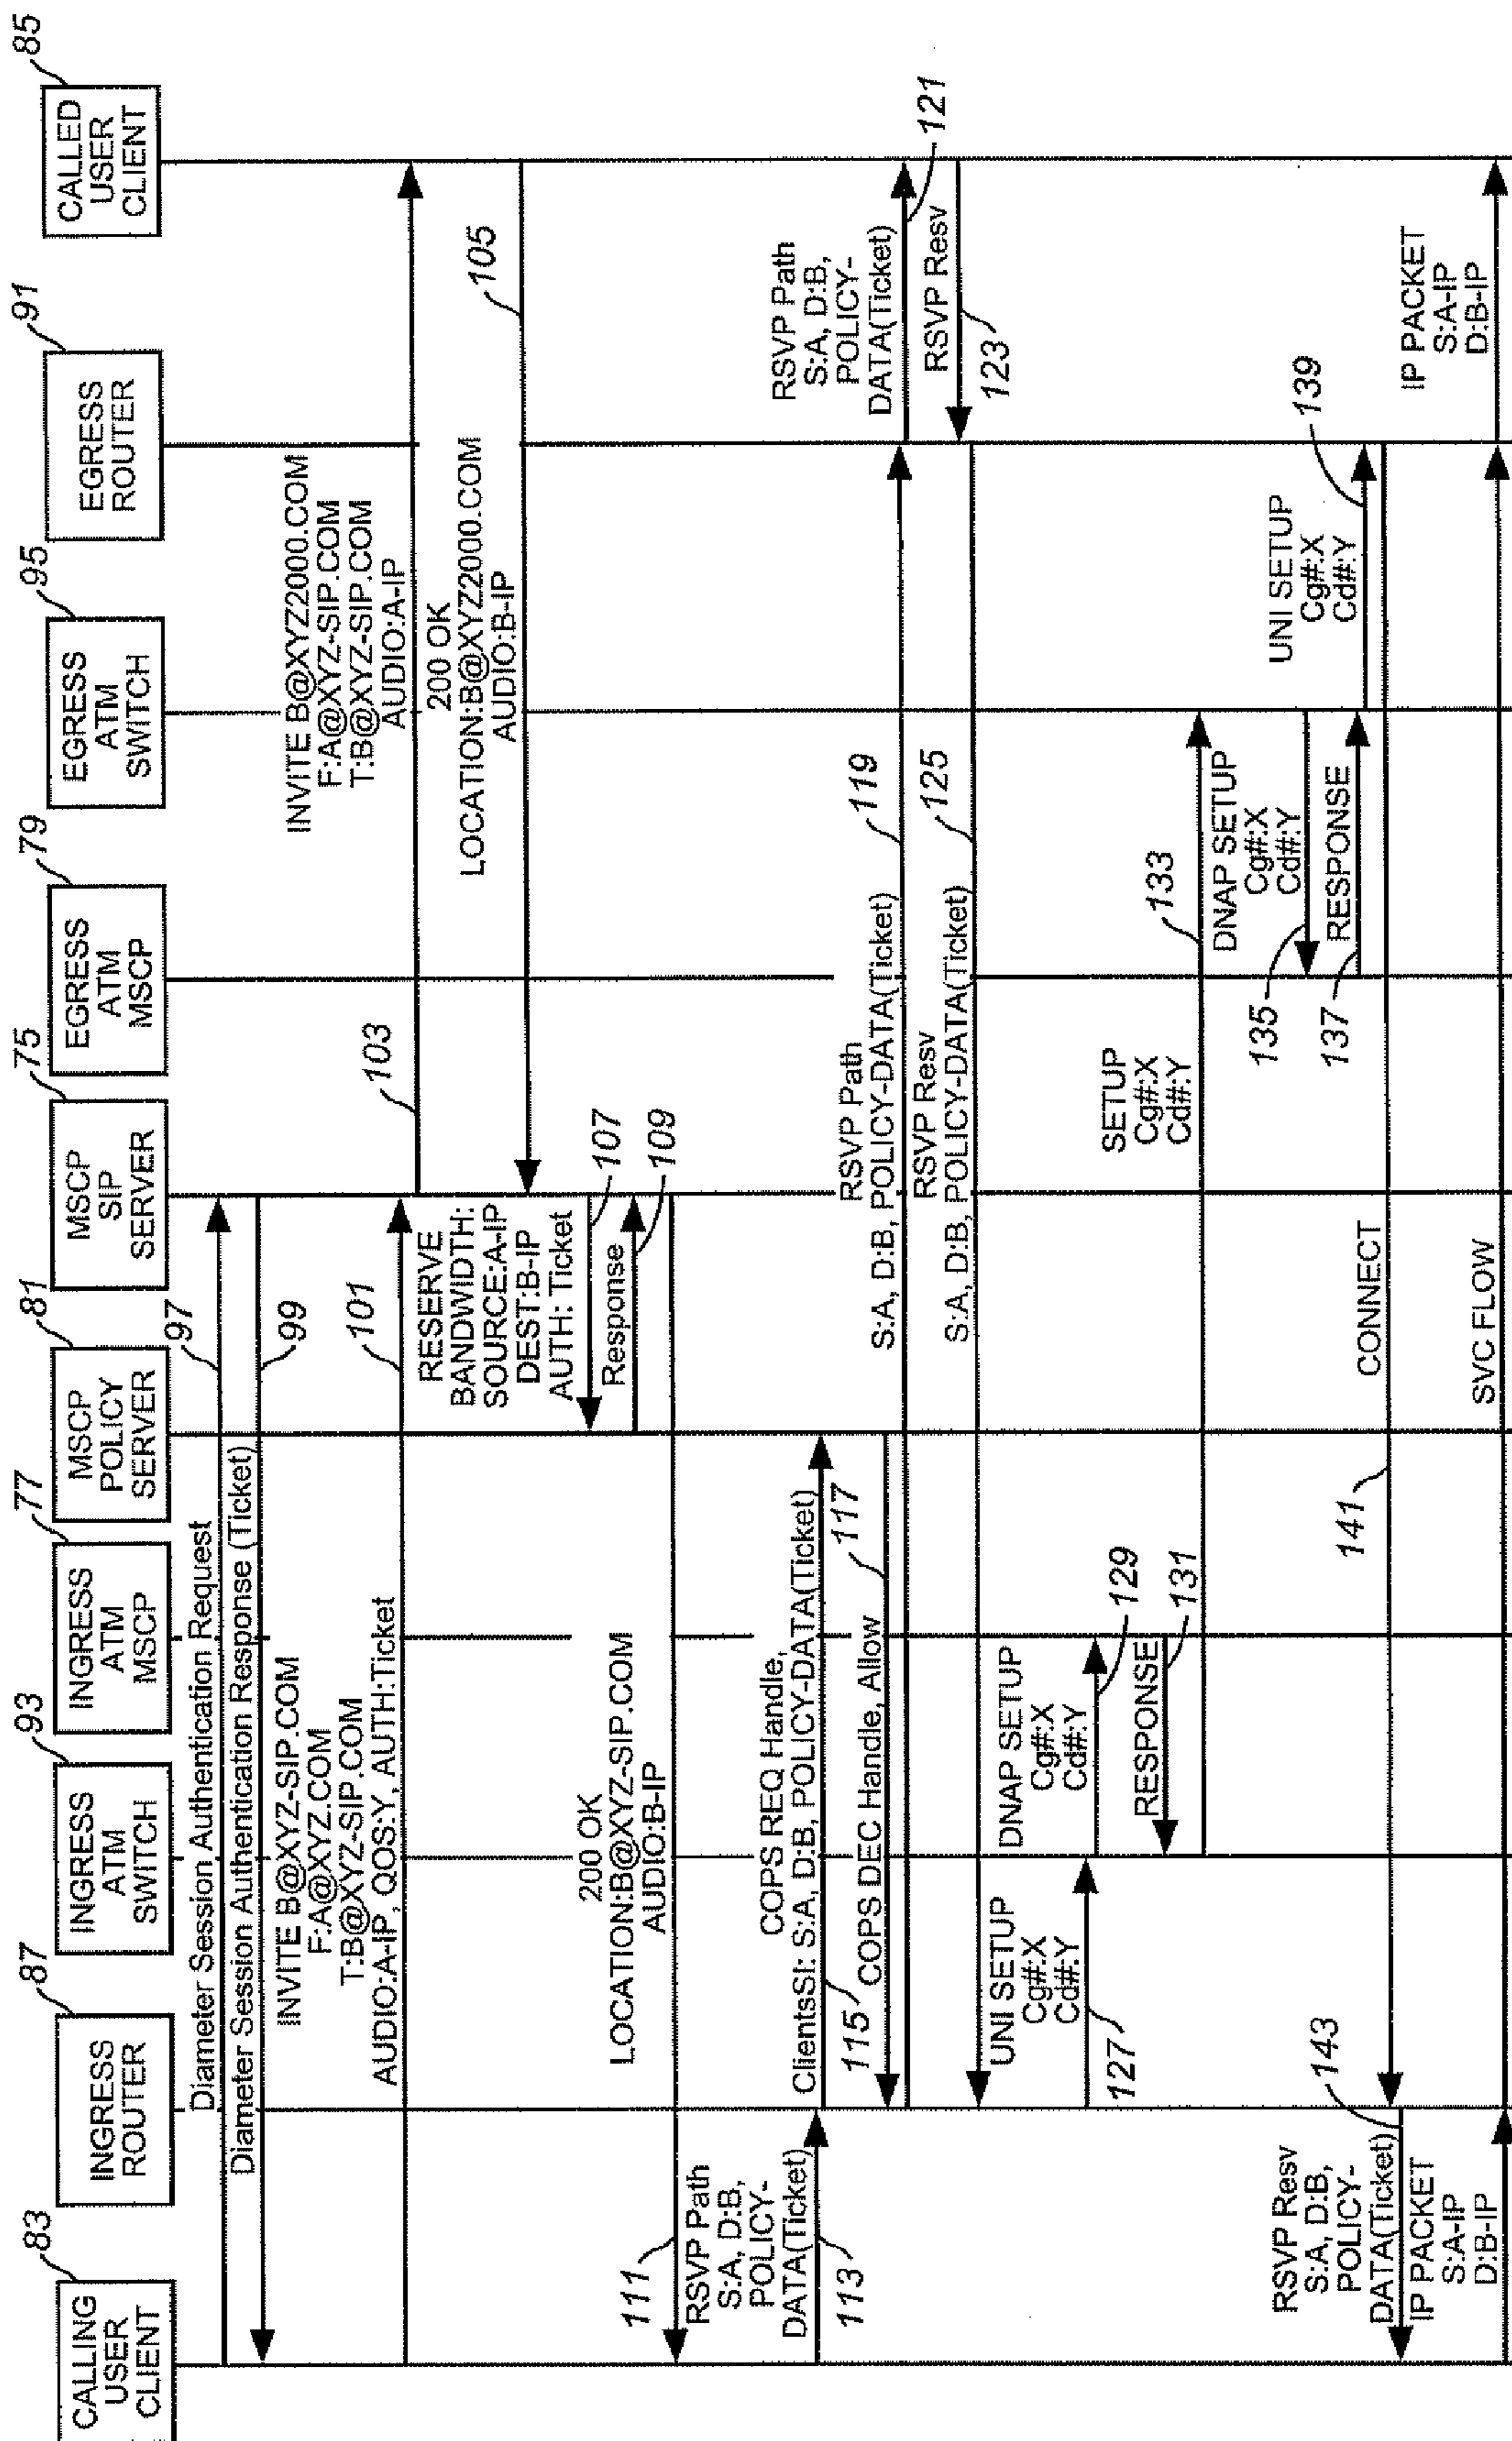 CALLING
USER
CLIENT
83
INGRESS
ROUTER
87
INGRESS
ATM
SWITCH
93
INGRESS
ATM
MSCP
77
MSCP
POLICY
SERVER
81
MSCP
SIP
SERVER
75
EGRESS
ATM
MSCP
79
EGRESS
ATM
SWITCH
95
EGRESS
ROUTER
91
CALLED
USER
CLIENT
85
Diameter Session Authentication Request
97
Diameter Session Authentication Response (Ticket)
99
INVITE B@XYZ-SIP.COM
F:A@XYZ.COM
T:B@XYZ-SIP.COM
AUDIO:A-IP, QOS:Y, AUTH:Ticket
101
INVITE B@XYZ2000.COM
F:A@XYZ-SIP.COM
T:B@XYZ-SIP.COM
AUDIO:A-IP
103
200 OK
LOCATION:B@XYZ2000.COM
AUDIO:B-IP
105
RESERVE
BANDWIDTH:
SOURCE:A-IP
DEST:B-IP
AUTH: Ticket
107
Response
109
200 OK
LOCATION:B@XYZ-SIP.COM
AUDIO:B-IP
111
RSVP Path
S:A, D:B,
POLICY-
DATA(Ticket)
113
COPS REQ Handle,
ClientsSI: S:A, D:B, POLICY-DATA(Ticket)
115
COPS DEC Handle, Allow
117
RSVP Path
S:A, D:B, POLICY-DATA(Ticket)
119
RSVP Path
S:A, D:B,
POLICY-
DATA(Ticket)
121
RSVP Resv
123
RSVP Resv
S:A, D:B, POLICY-DATA(Ticket)
125
UNI SETUP
Cg#:X
Cd#:Y
127
DNAP SETUP
Cg#:X
Cd#:Y
129
RESPONSE
131
SETUP
Cg#:X
Cd#:Y
133
DNAP SETUP
Cg#:X
Cd#:Y
135
RESPONSE
137
UNI SETUP
Cg#:X
Cd#:Y
139
CONNECT
141
RSVP Resv
S:A, D:B,
POLICY-
DATA(Ticket)
143
IP PACKET
S:A-IP
D:B-IP
SVC FLOW
IP PACKET
S:A-IP
D:B-IP